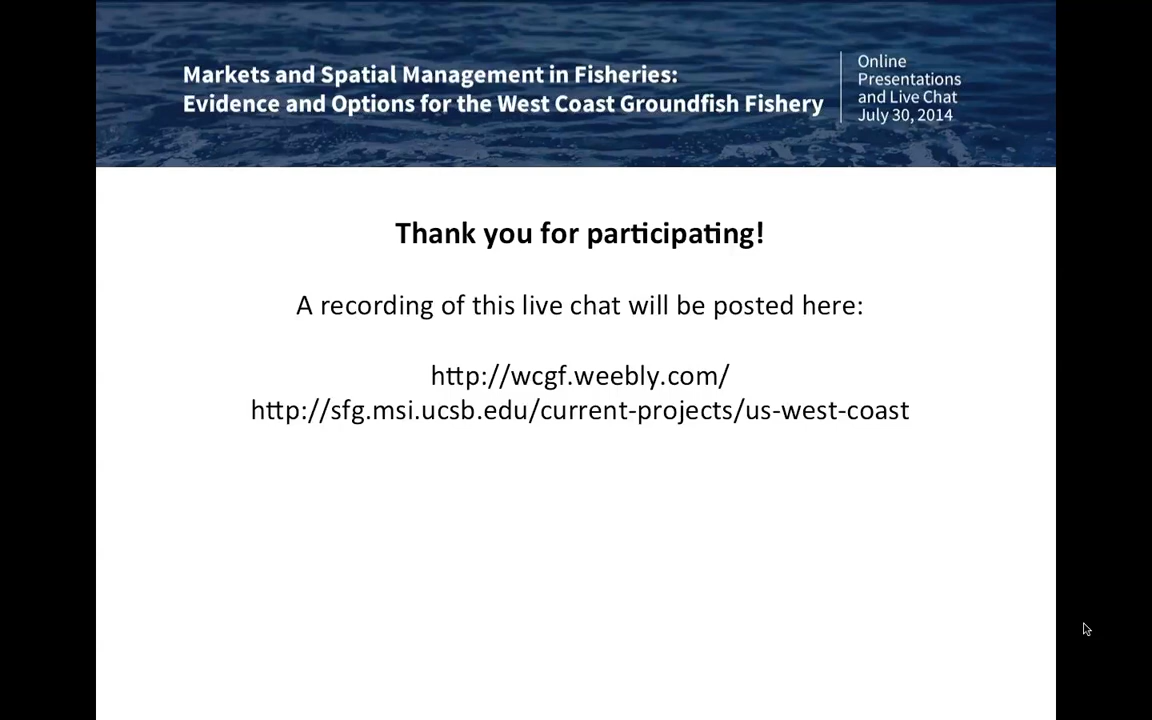 Markets and Spatial Management in Fisheries:
Evidence and Options for the West Coast Groundfish Fishery
Online
Presentations
and Live Chat
July 30, 2014
Thank you for participating!
A recording of this live chat will be posted here:
http://wcgf.weebly.com/
http://sfg.msi.ucsb.edu/current-projects/us-west-coast